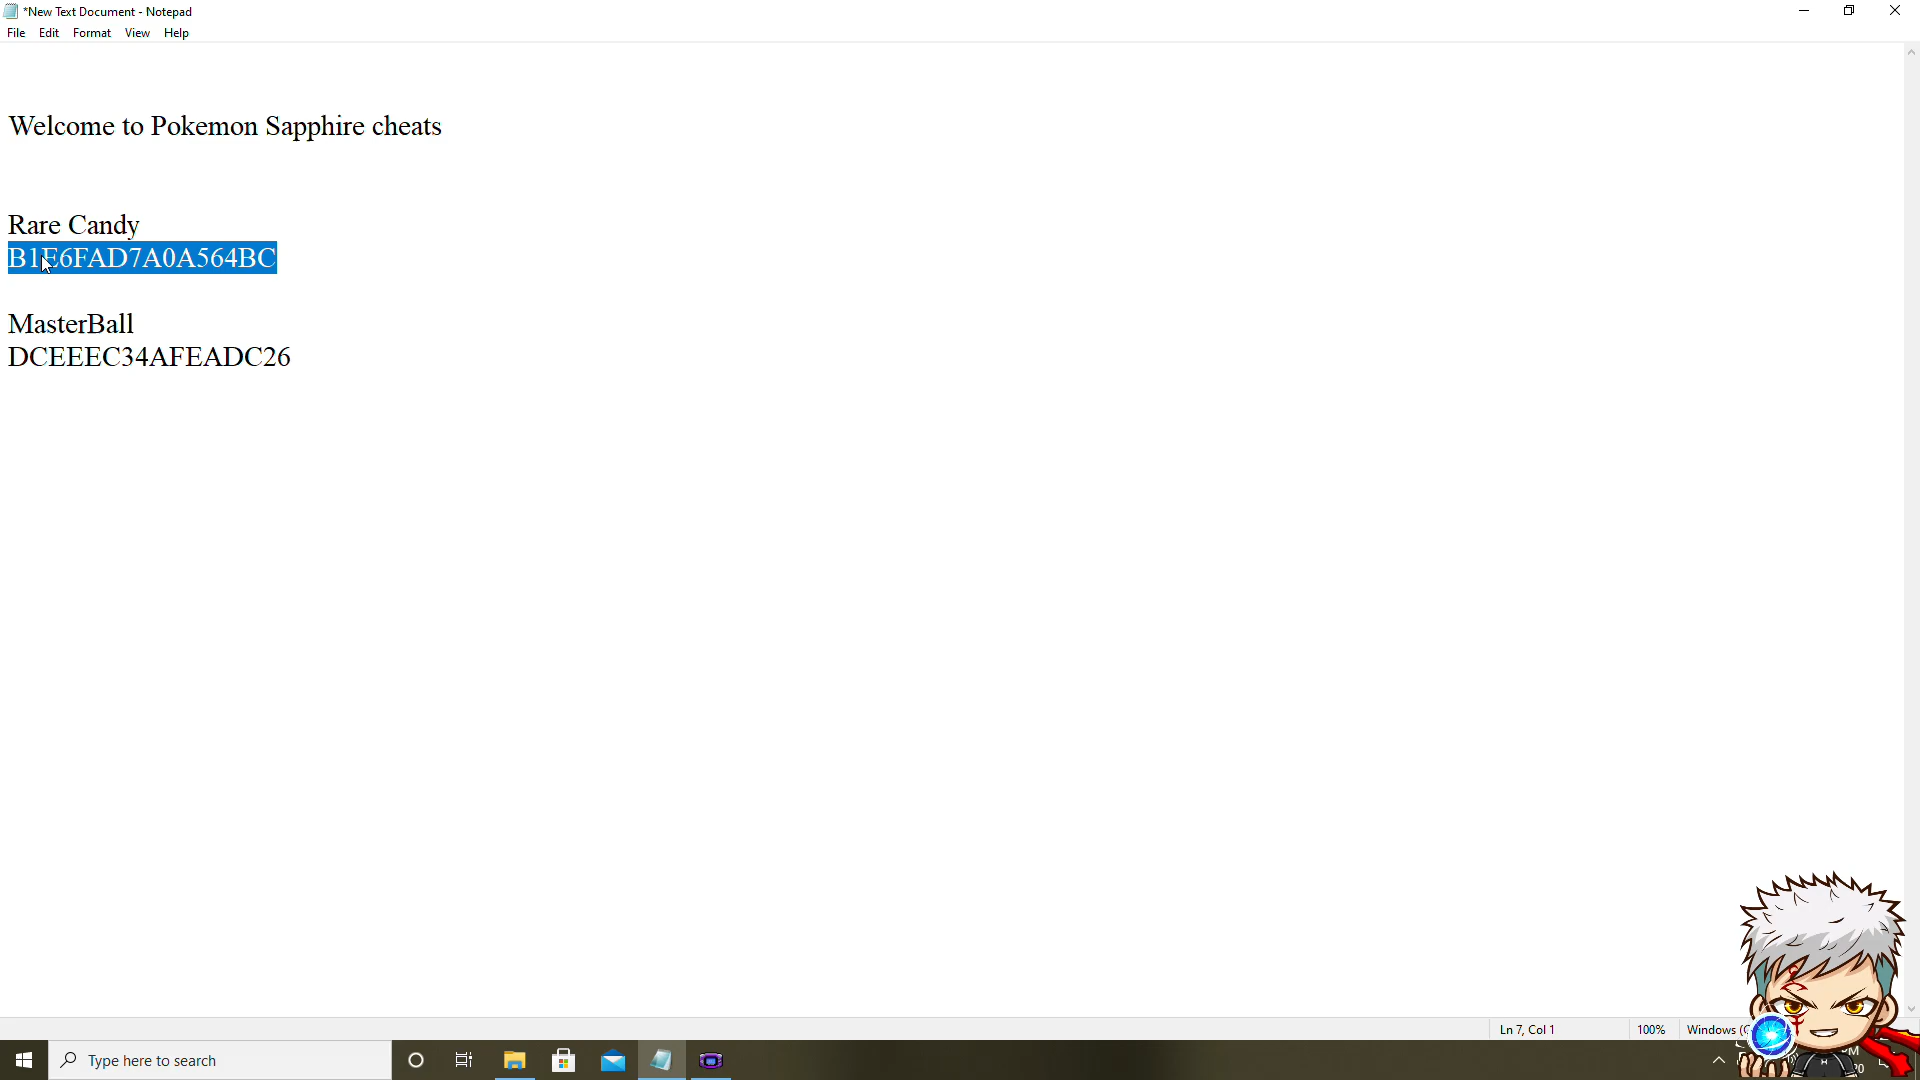 *New Text Document - Notepad
File Edit Format View Help
Welcome to Pokemon Sapphire cheats
Rare Candy
B1E6FAD7A0A564BC
MasterBall
DCEEEC34AFEADC26
Ln 7, Col 1
100%
Windows (C
Type here to search